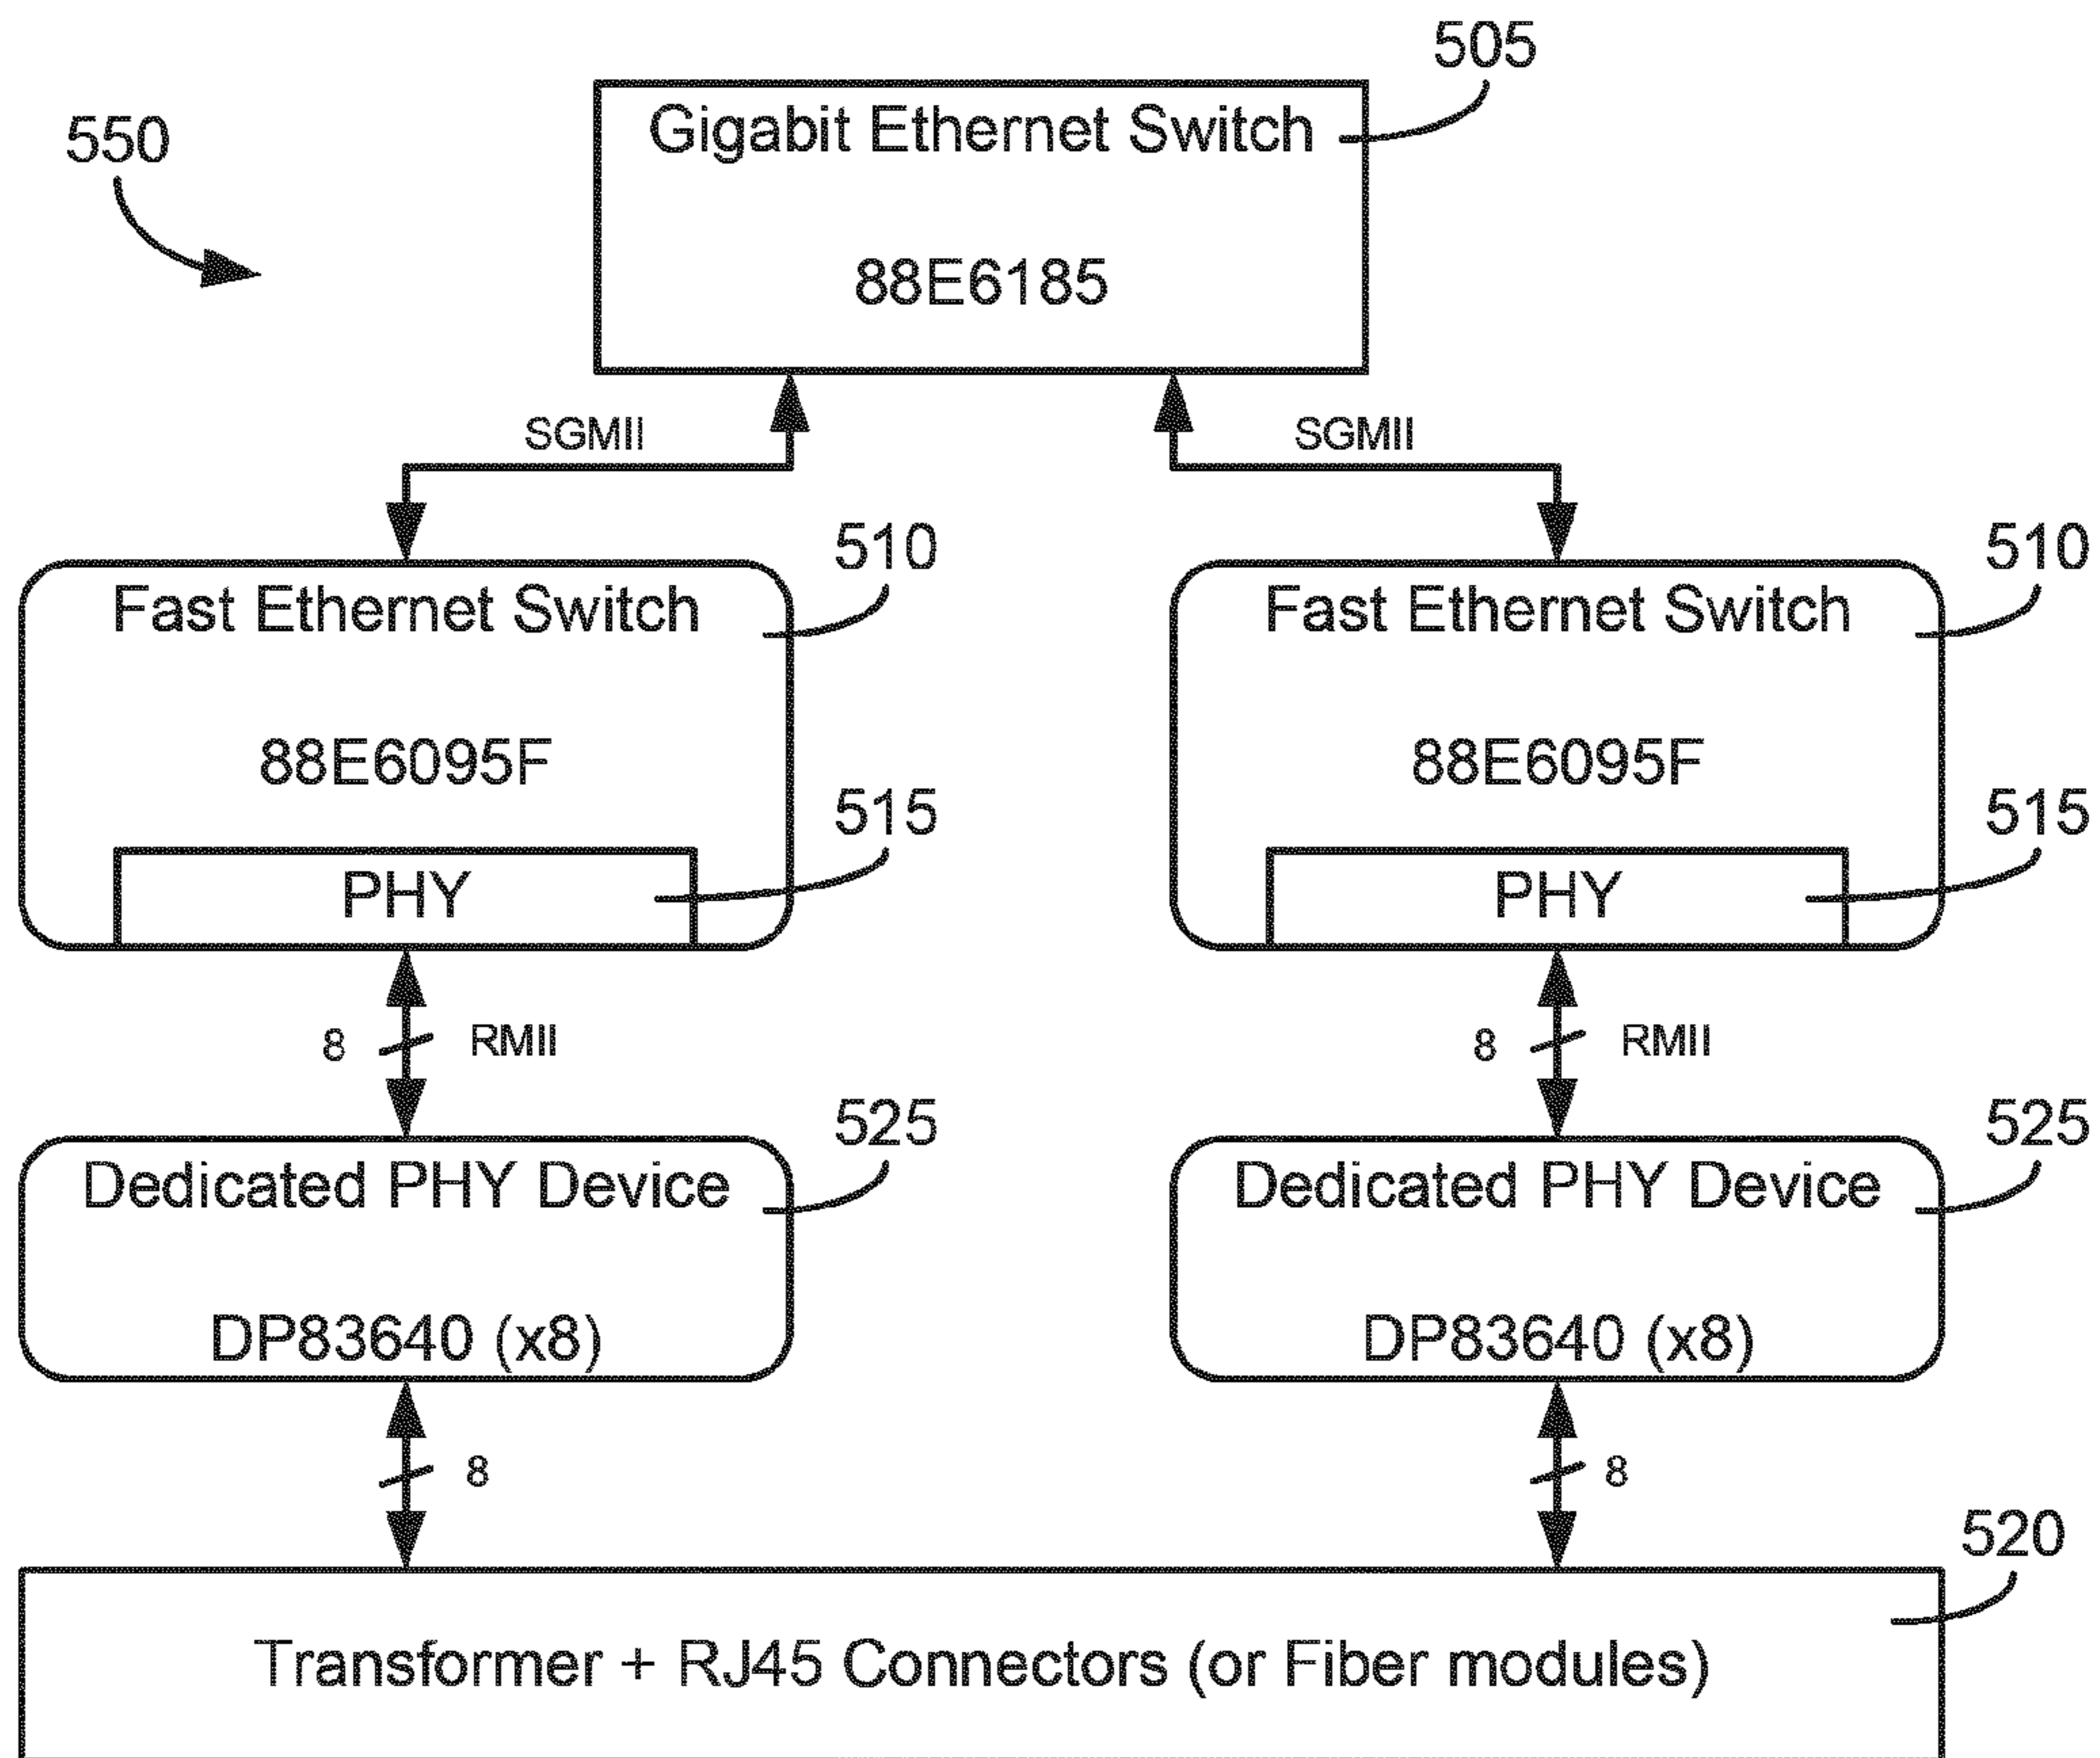 505
550
Gigabit Ethernet Switch
88E6185
SGMII
SGMII
510
510
Fast Ethernet Switch
Fast Ethernet Switch
88E6095F
88E6095F
515
515
PHY
PHY
8
RMII
8
RMII
525
525
Dedicated PHY Device
Dedicated PHY Device
DP83640 (x8)
DP83640 (x8)
8
8
520
Transformer + RJ45 Connectors (or Fiber modules)